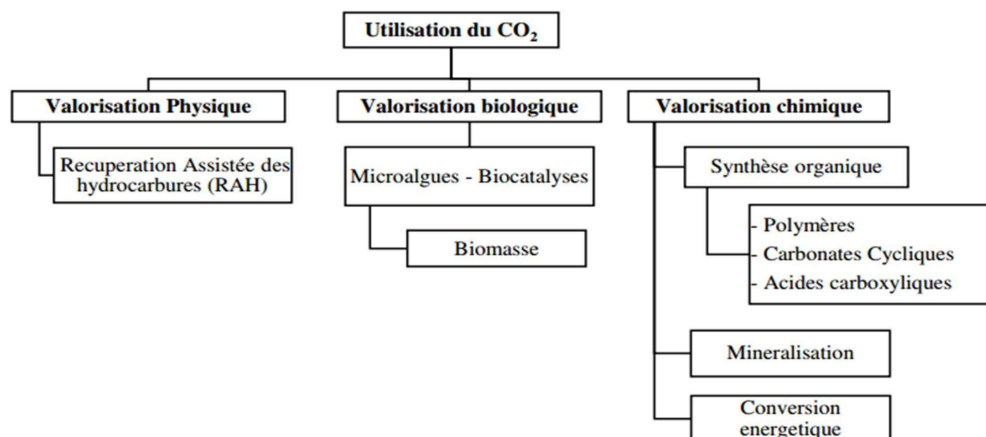 Utilisation du CO₂
Valorisation Physique
Recuperation Assistée des
hydrocarbures (RAH)
Valorisation biologique
Microalgues - Biocatalyses
Biomasse
Valorisation chimique
Synthèse organique
- Polymères
- Carbonates Cycliques
- Acides carboxyliques
Mineralisation
Conversion
energetique